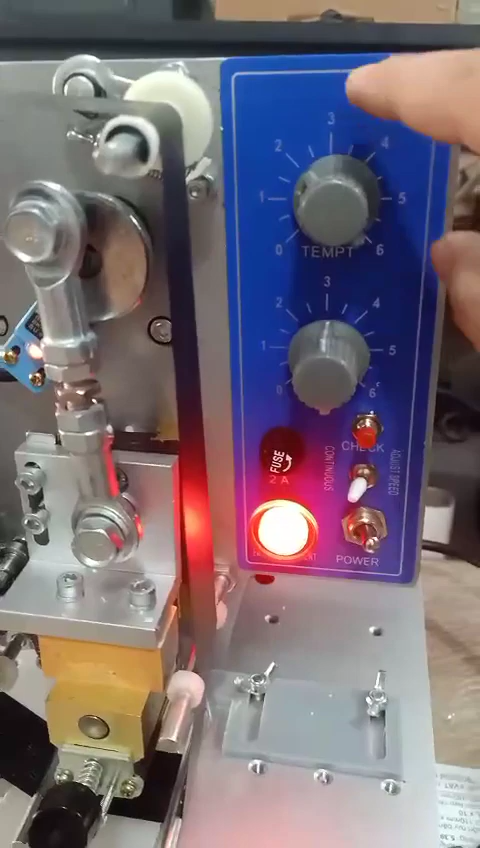 3
2 4
1 5
0 TEMPT 6
3
2 4
1 5
0 6
CHECK
CONTINUOUS
ADJUST SPEED
FUSE
2 A
POWER